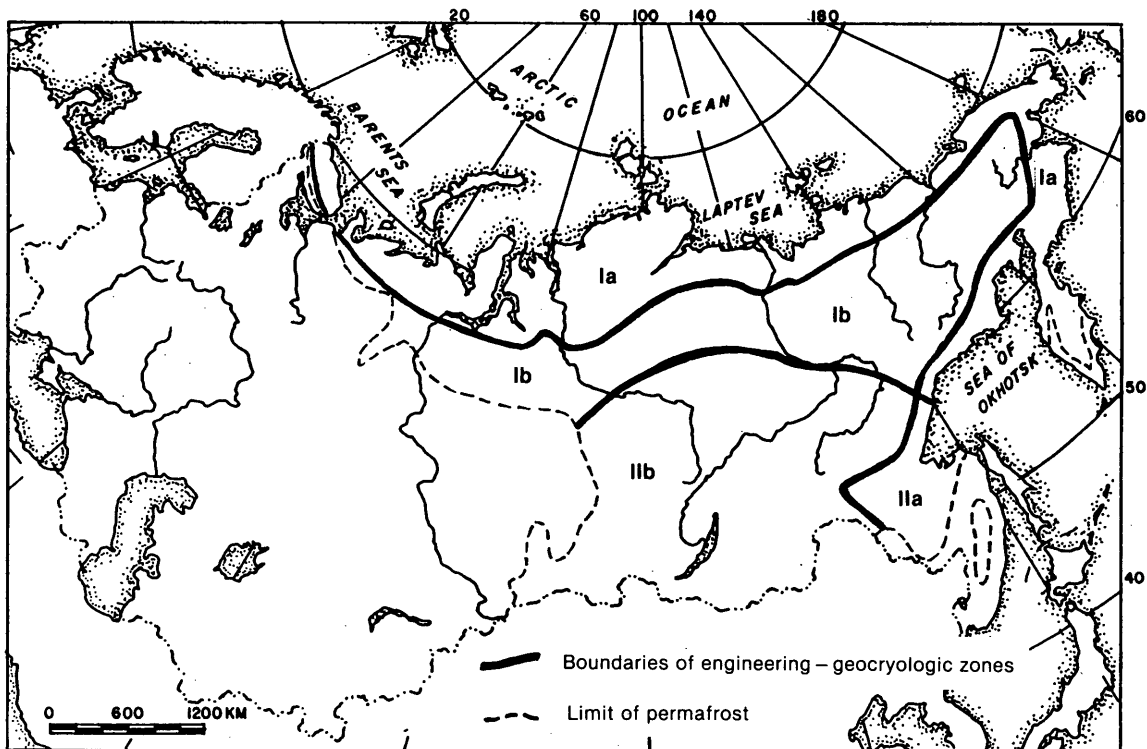 20 60 100 140 180
ARCTIC
OCEAN
BARENTS
SEA
60
Ia
LAPTEV
SEA
Ia
Ib
SEA OF
OKHOTSK
Ib
50
IIb
IIa
40
Boundaries of engineering – geocryologic zones
0 600 1200 KM
Limit of permafrost